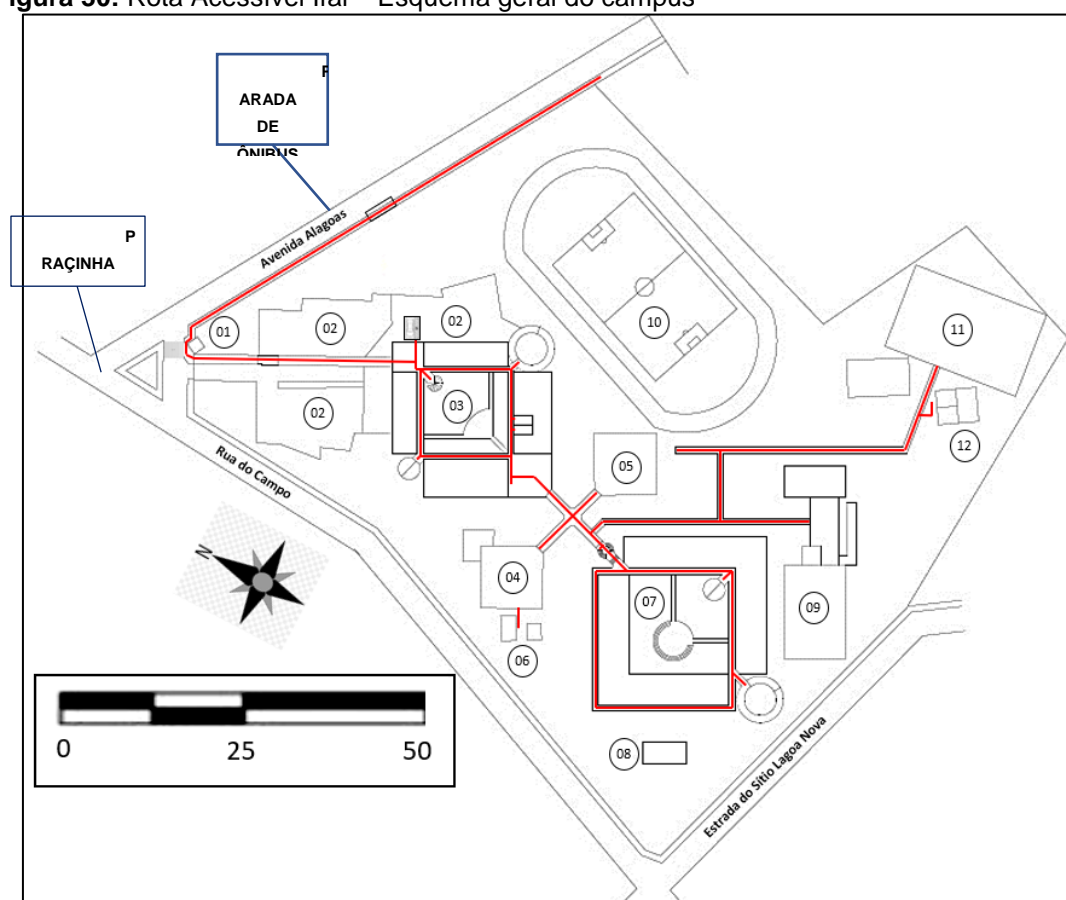 igura 50: Rota Acessível Ifal – Esquema geral do campus
P
ARADA
DE
ÔNIBUS
P
RAÇINHA
Avenida Alagoas
01
02
02
02
03
04
05
06
07
08
09
10
11
12
Rua do Campo
N
0 25 50
Estrada do Sítio Lagoa Nova